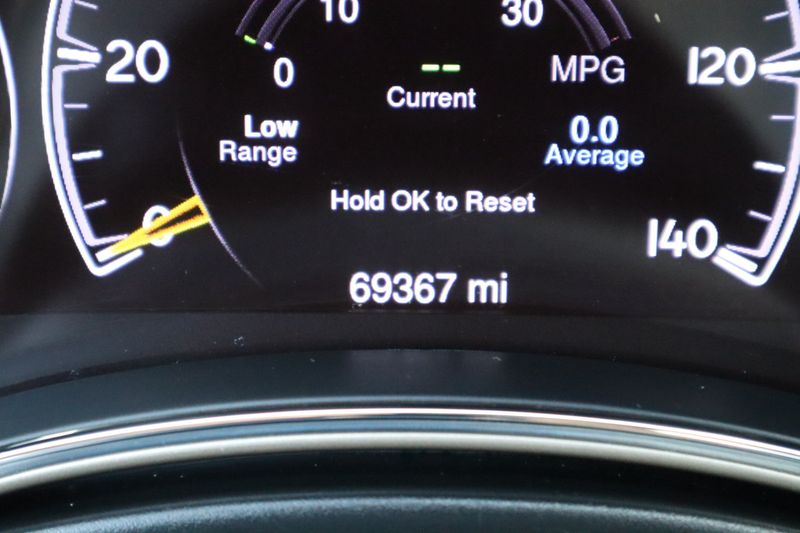 10 30
20 0 -- MPG 120
Current
Low 0.0
Range Average
Hold OK to Reset
0 140
69367 mi